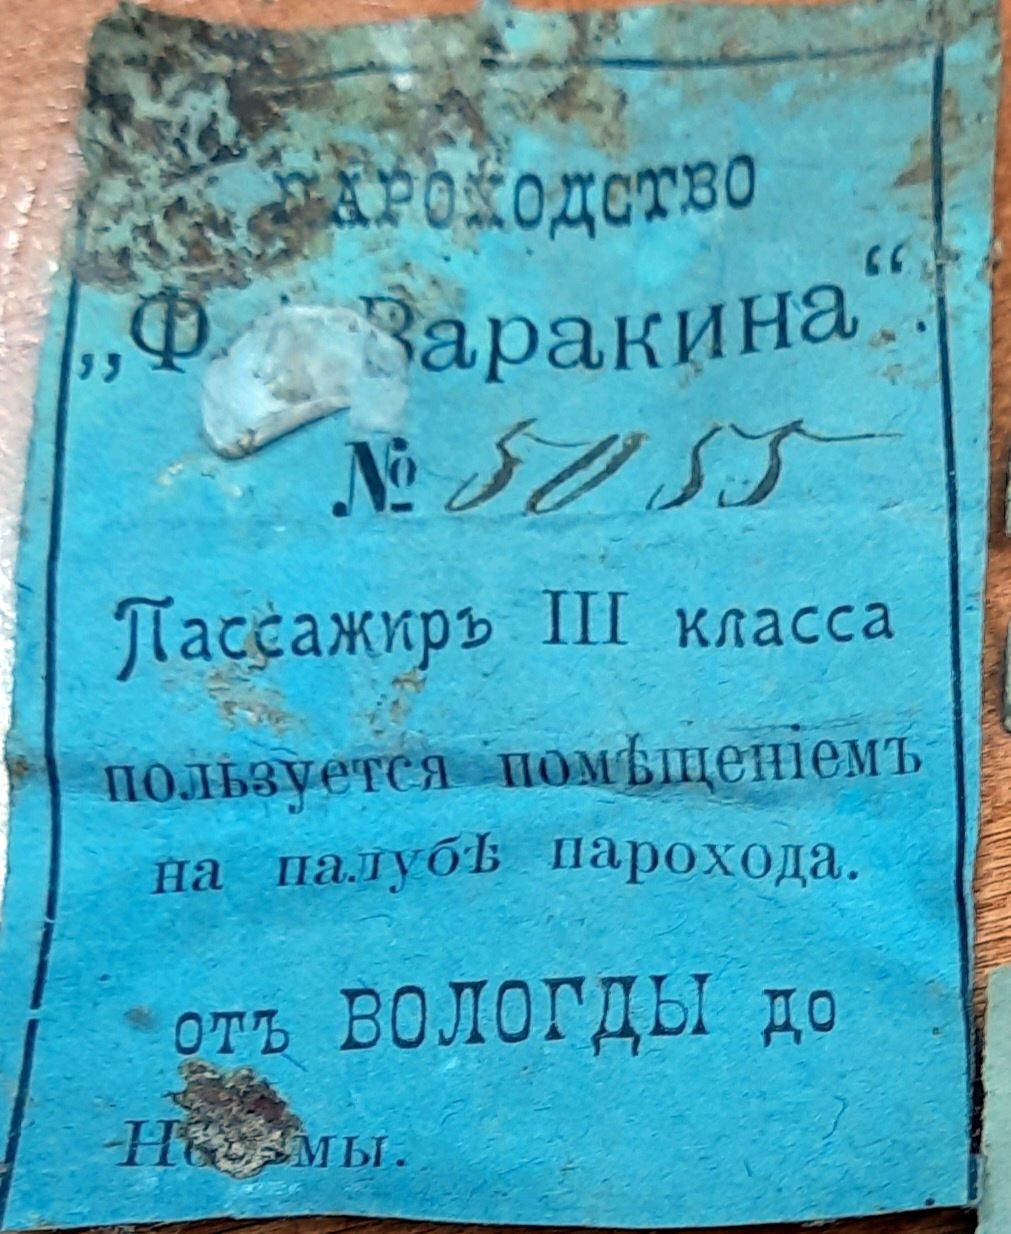 ПАРОХОДСТВО
„Ф. Варакина“.
№ 5055
Пассажиръ III класса
пользуется помѣщеніемъ
на палубѣ парохода.
отъ ВОЛОГДЫ до